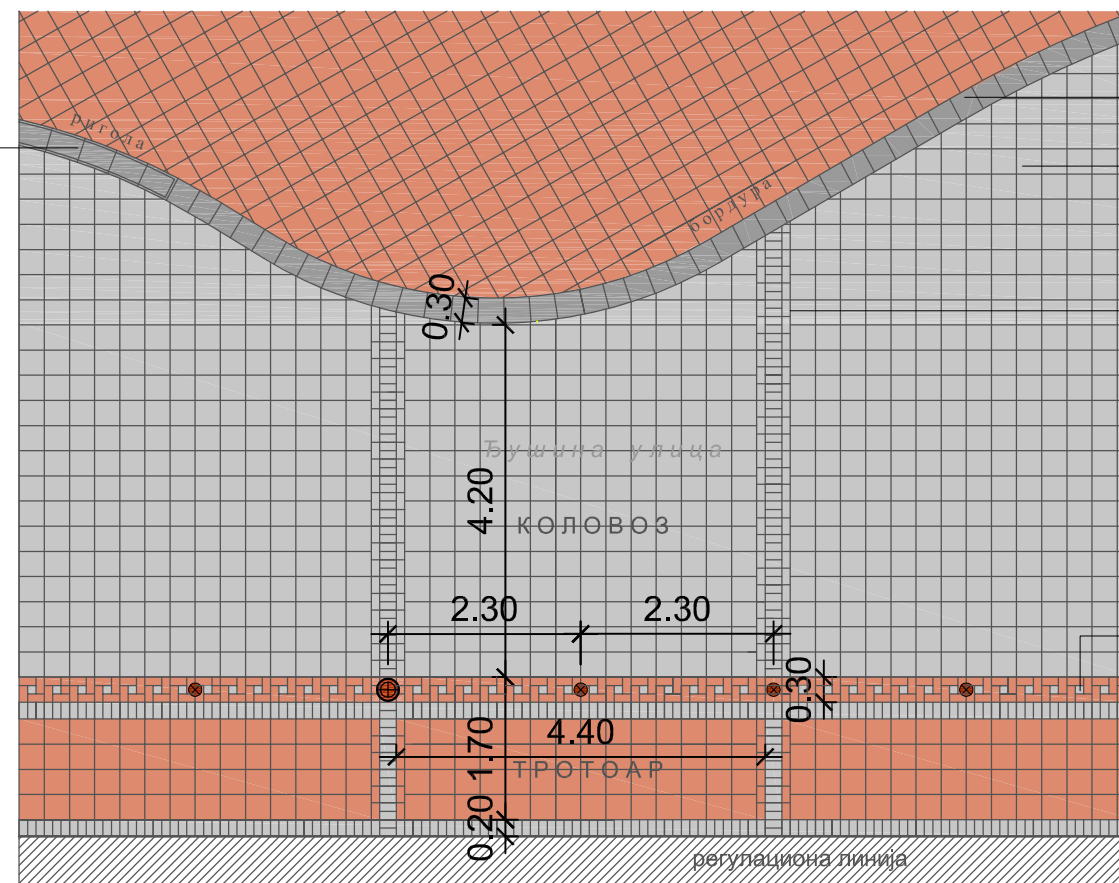 ригола
бордура
0.30
Ђушина улица
4.20
КОЛОВОЗ
2.30 2.30
0.30
4.40
1.70
ТРОТОАР
0.20
регулациона линија